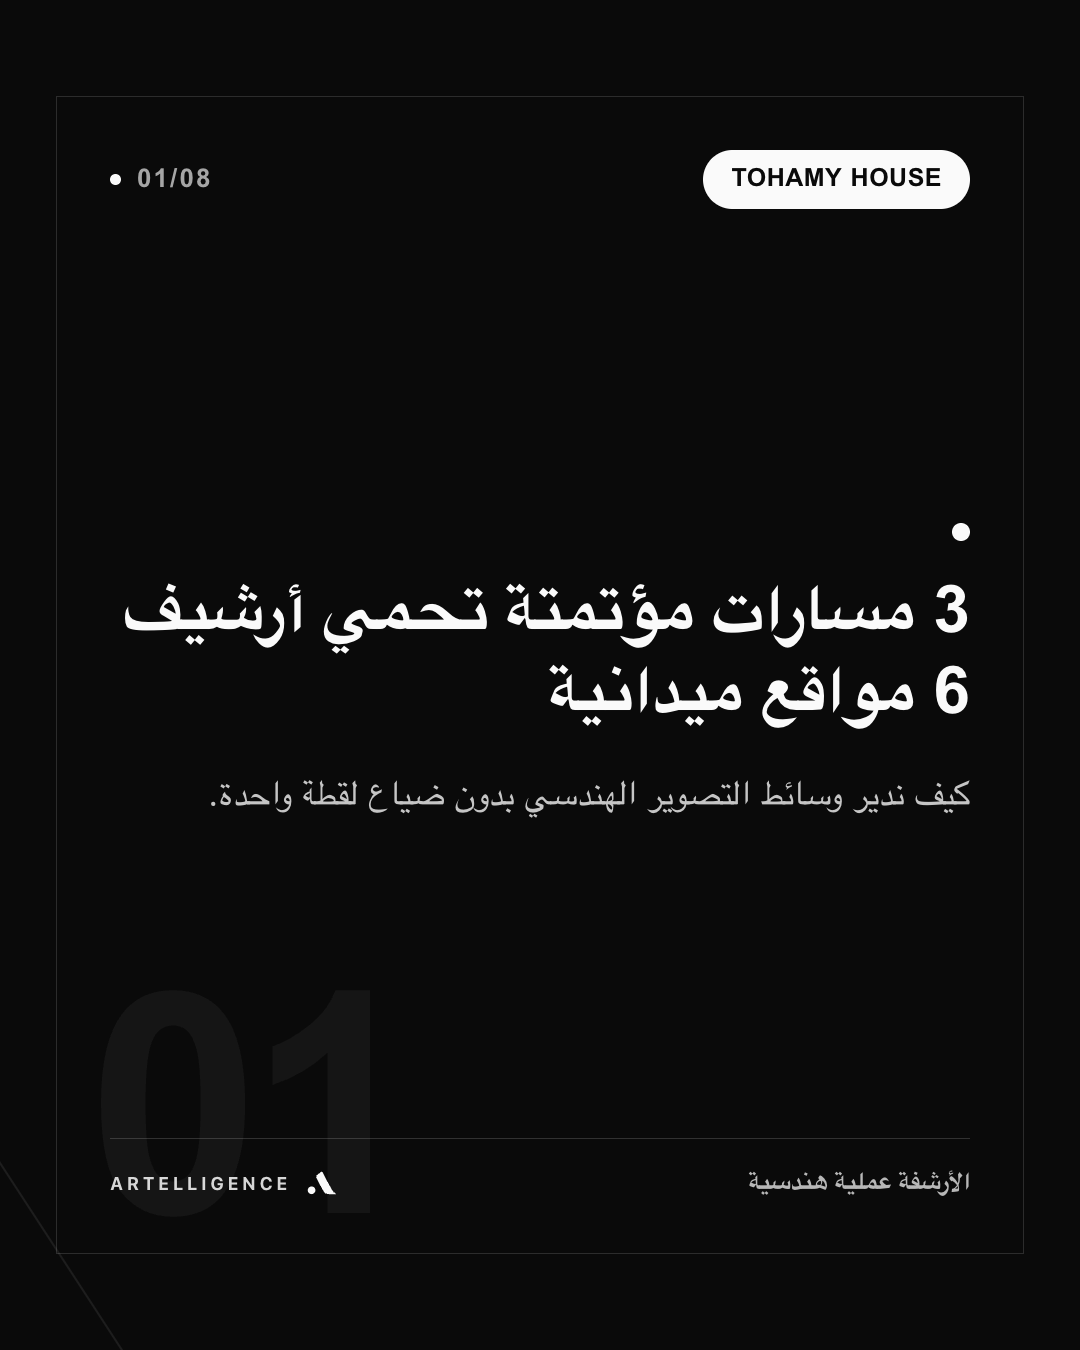 TOHAMY HOUSE
01/08
3 مسارات مؤتمتة تحمي أرشيف
6 مواقع ميدانية
كيف ندير وسائط التصوير الهندسي بدون ضياع لقطة واحدة.
01
الأرشفة عملية هندسية
ARTELLIGENCE